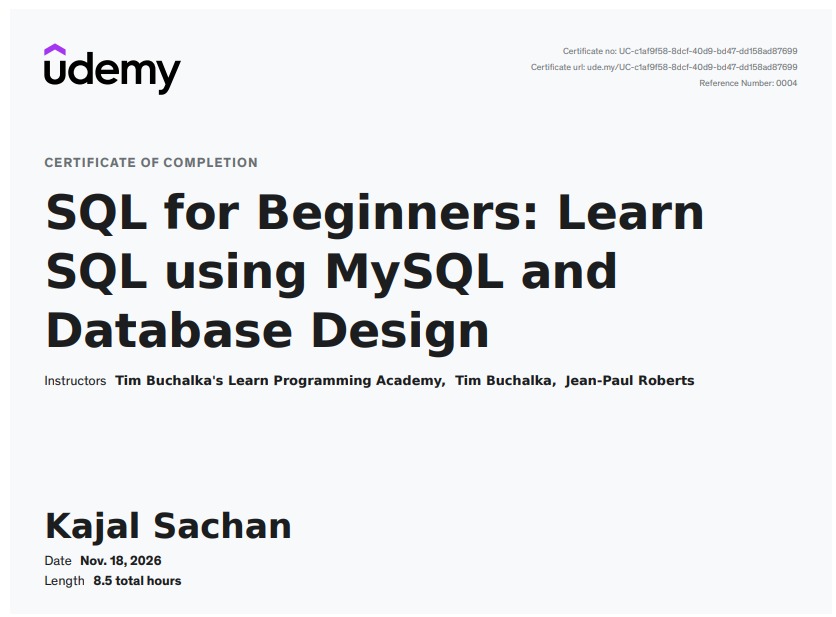 udemy
Certificate no: UC-c1af9f58-8dcf-40d9-bd47-dd158ad87699
Certificate url: ude.my/UC-c1af9f58-8dcf-40d9-bd47-dd158ad87699
Reference Number: 0004
CERTIFICATE OF COMPLETION
SQL for Beginners: Learn
SQL using MySQL and
Database Design
Instructors Tim Buchalka's Learn Programming Academy, Tim Buchalka, Jean-Paul Roberts
Kajal Sachan
Date Nov. 18, 2026
Length 8.5 total hours